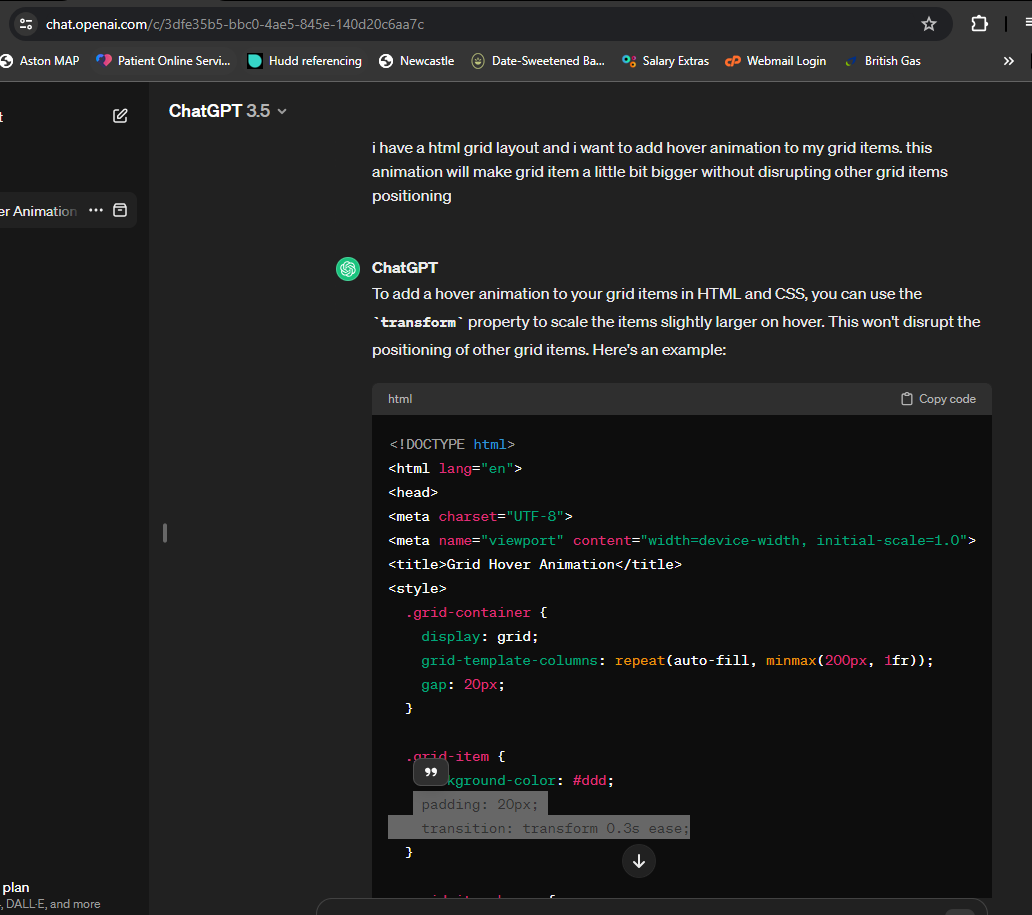 chat.openai.com/c/3dfe35b5-bbc0-4ae5-845e-140d20c6aa7c
Aston MAP
Patient Online Servi...
Hudd referencing
Newcastle
Date-Sweetened Ba...
Salary Extras
Webmail Login
British Gas
»
ChatGPT 3.5
i have a html grid layout and i want to add hover animation to my grid items. this
animation will make grid item a little bit bigger without disrupting other grid items
positioning
er Animation
ChatGPT
To add a hover animation to your grid items in HTML and CSS, you can use the
`transform` property to scale the items slightly larger on hover. This won't disrupt the
positioning of other grid items. Here's an example:
html
Copy code
<!DOCTYPE html>
<html lang="en">
<head>
<meta charset="UTF-8">
<meta name="viewport" content="width=device-width, initial-scale=1.0">
<title>Grid Hover Animation</title>
<style>
.grid-container {
display: grid;
grid-template-columns: repeat(auto-fill, minmax(200px, 1fr));
gap: 20px;
}
.grid-item {
kground-color: #ddd;
padding: 20px;
transition: transform 0.3s ease;
}
plan
, DALL·E, and more